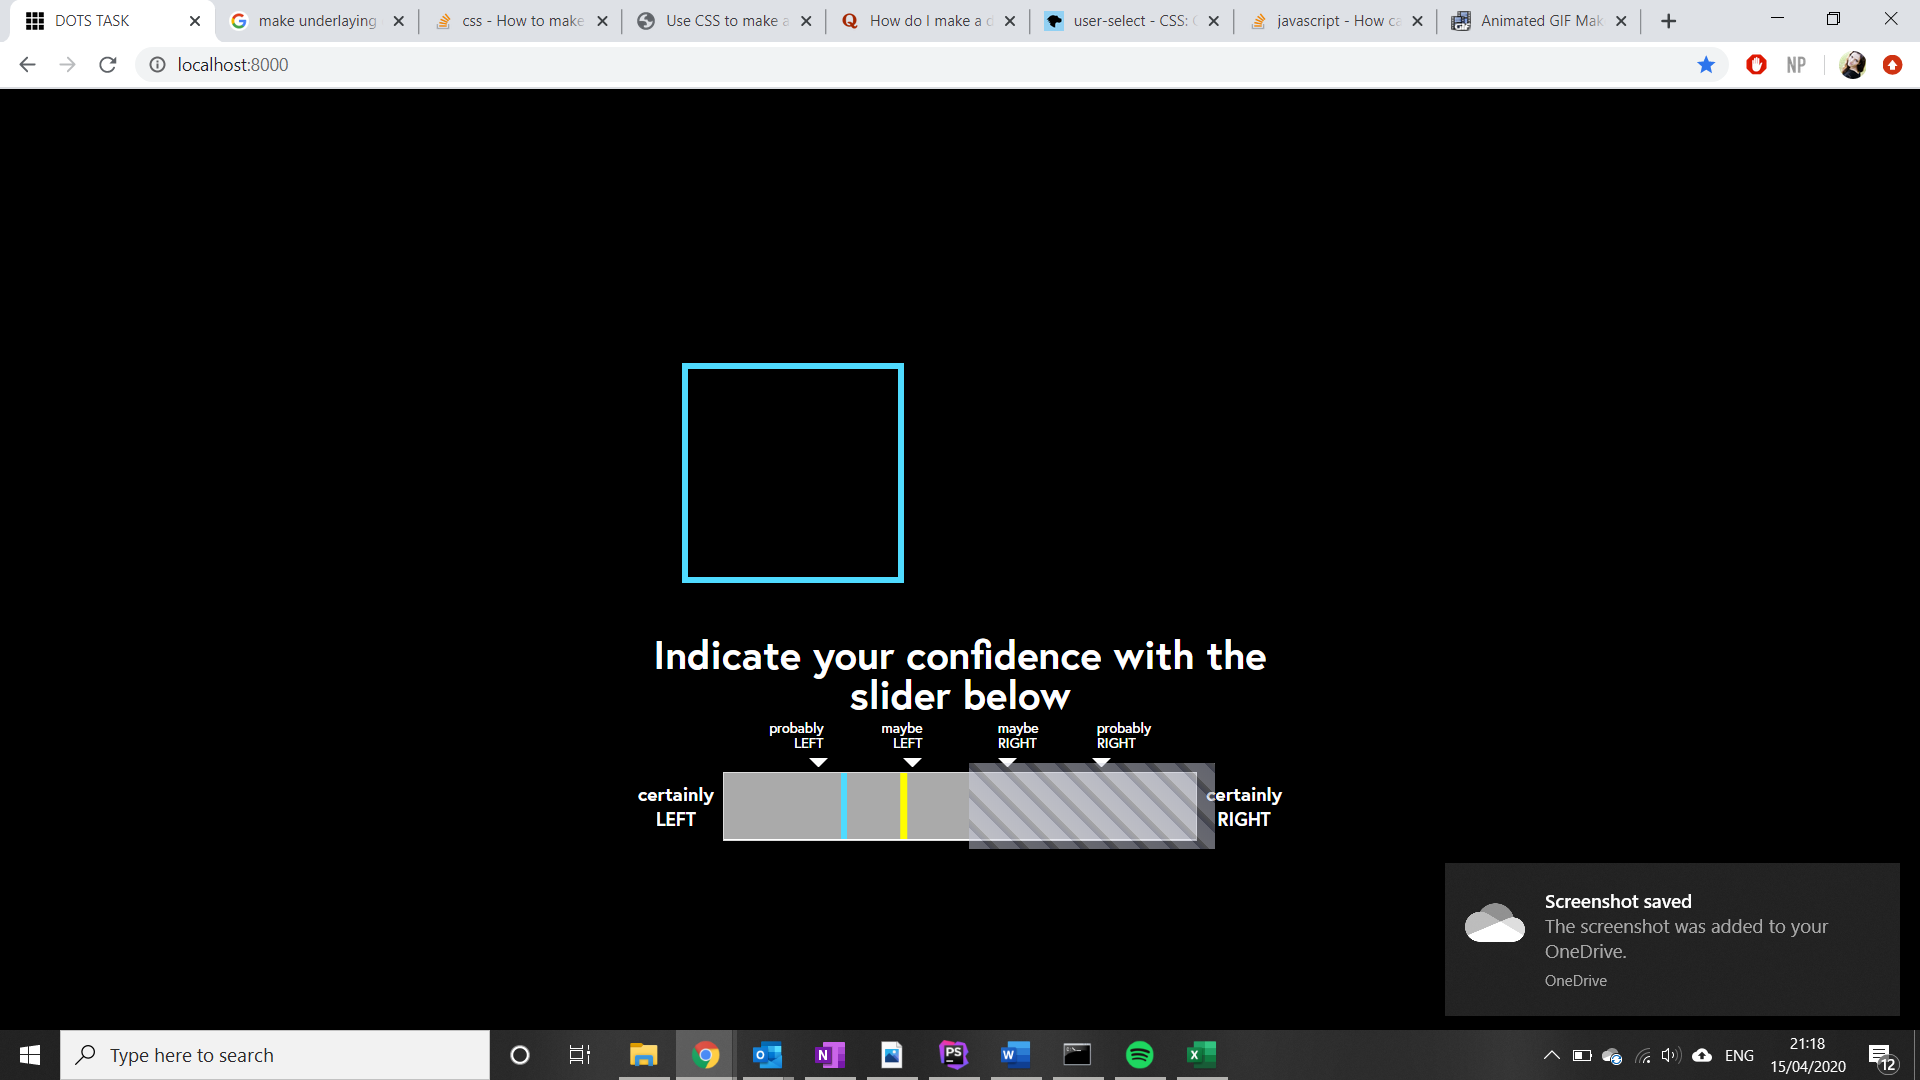 DOTS TASK
make underlaying
css - How to make
Use CSS to make a
How do I make a d
user-select - CSS: C
javascript - How ca
Animated GIF Mak
localhost:8000
NP
Indicate your confidence with the
slider below
probably
LEFT
maybe
LEFT
maybe
RIGHT
probably
RIGHT
certainly
LEFT
certainly
RIGHT
Screenshot saved
The screenshot was added to your
OneDrive.
OneDrive
Type here to search
ENG
21:18
15/04/2020
12